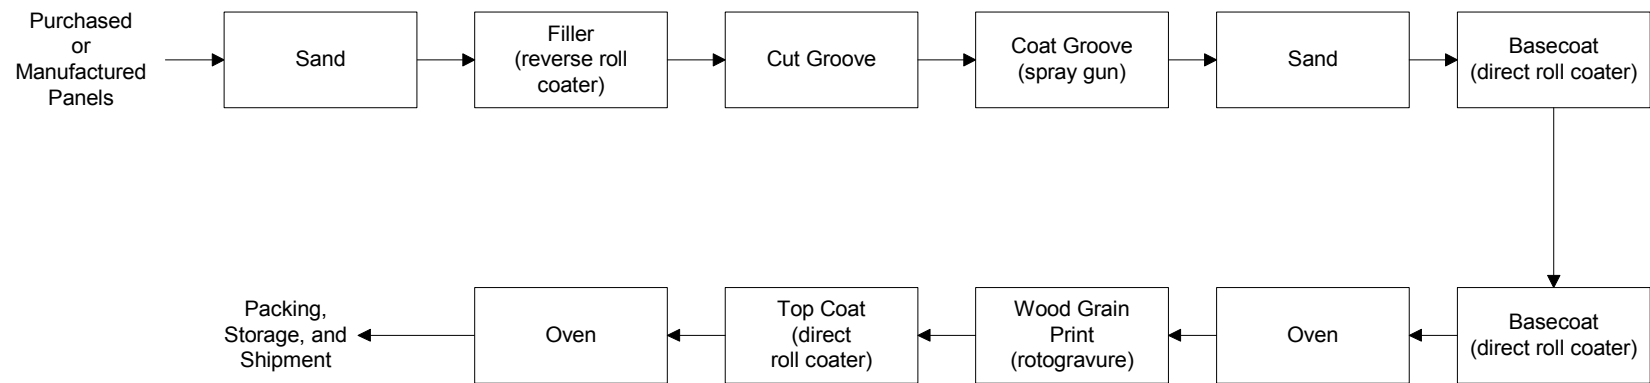 Purchased
or
Manufactured
Panels
Sand
Filler
(reverse roll
coater)
Cut Groove
Coat Groove
(spray gun)
Sand
Basecoat
(direct roll coater)
Basecoat
(direct roll coater)
Oven
Wood Grain
Print
(rotogravure)
Top Coat
(direct
roll coater)
Oven
Packing,
Storage, and
Shipment